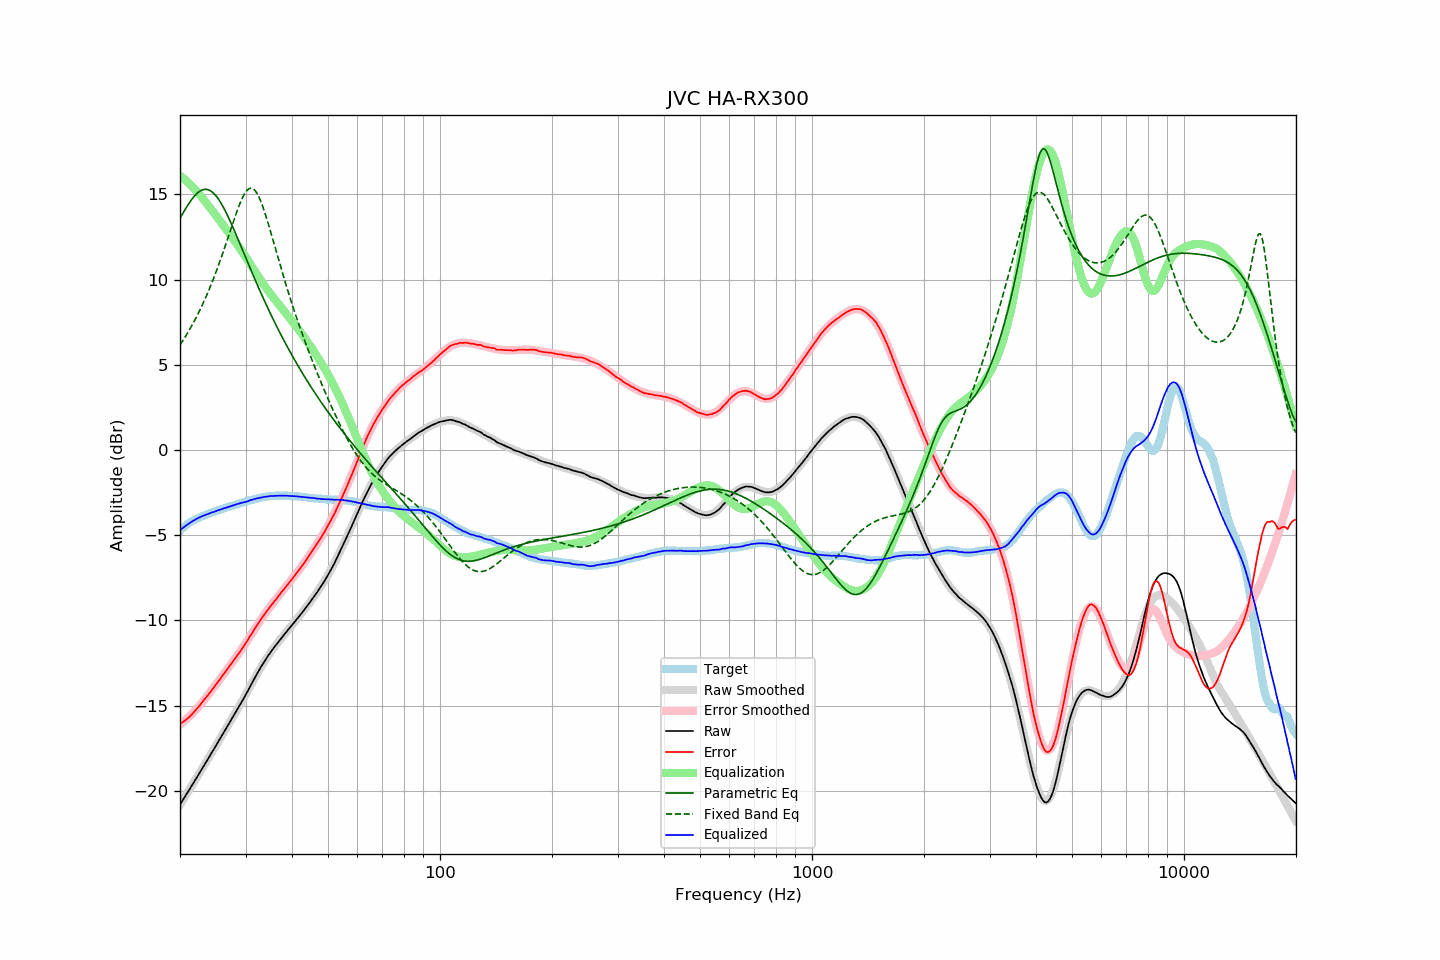 JVC HA-RX300
Amplitude (dBr)
15
10
5
0
−5
−10
−15
−20
Target
Raw Smoothed
Error Smoothed
Raw
Error
Equalization
Parametric Eq
Fixed Band Eq
Equalized
100 1000 10000
Frequency (Hz)